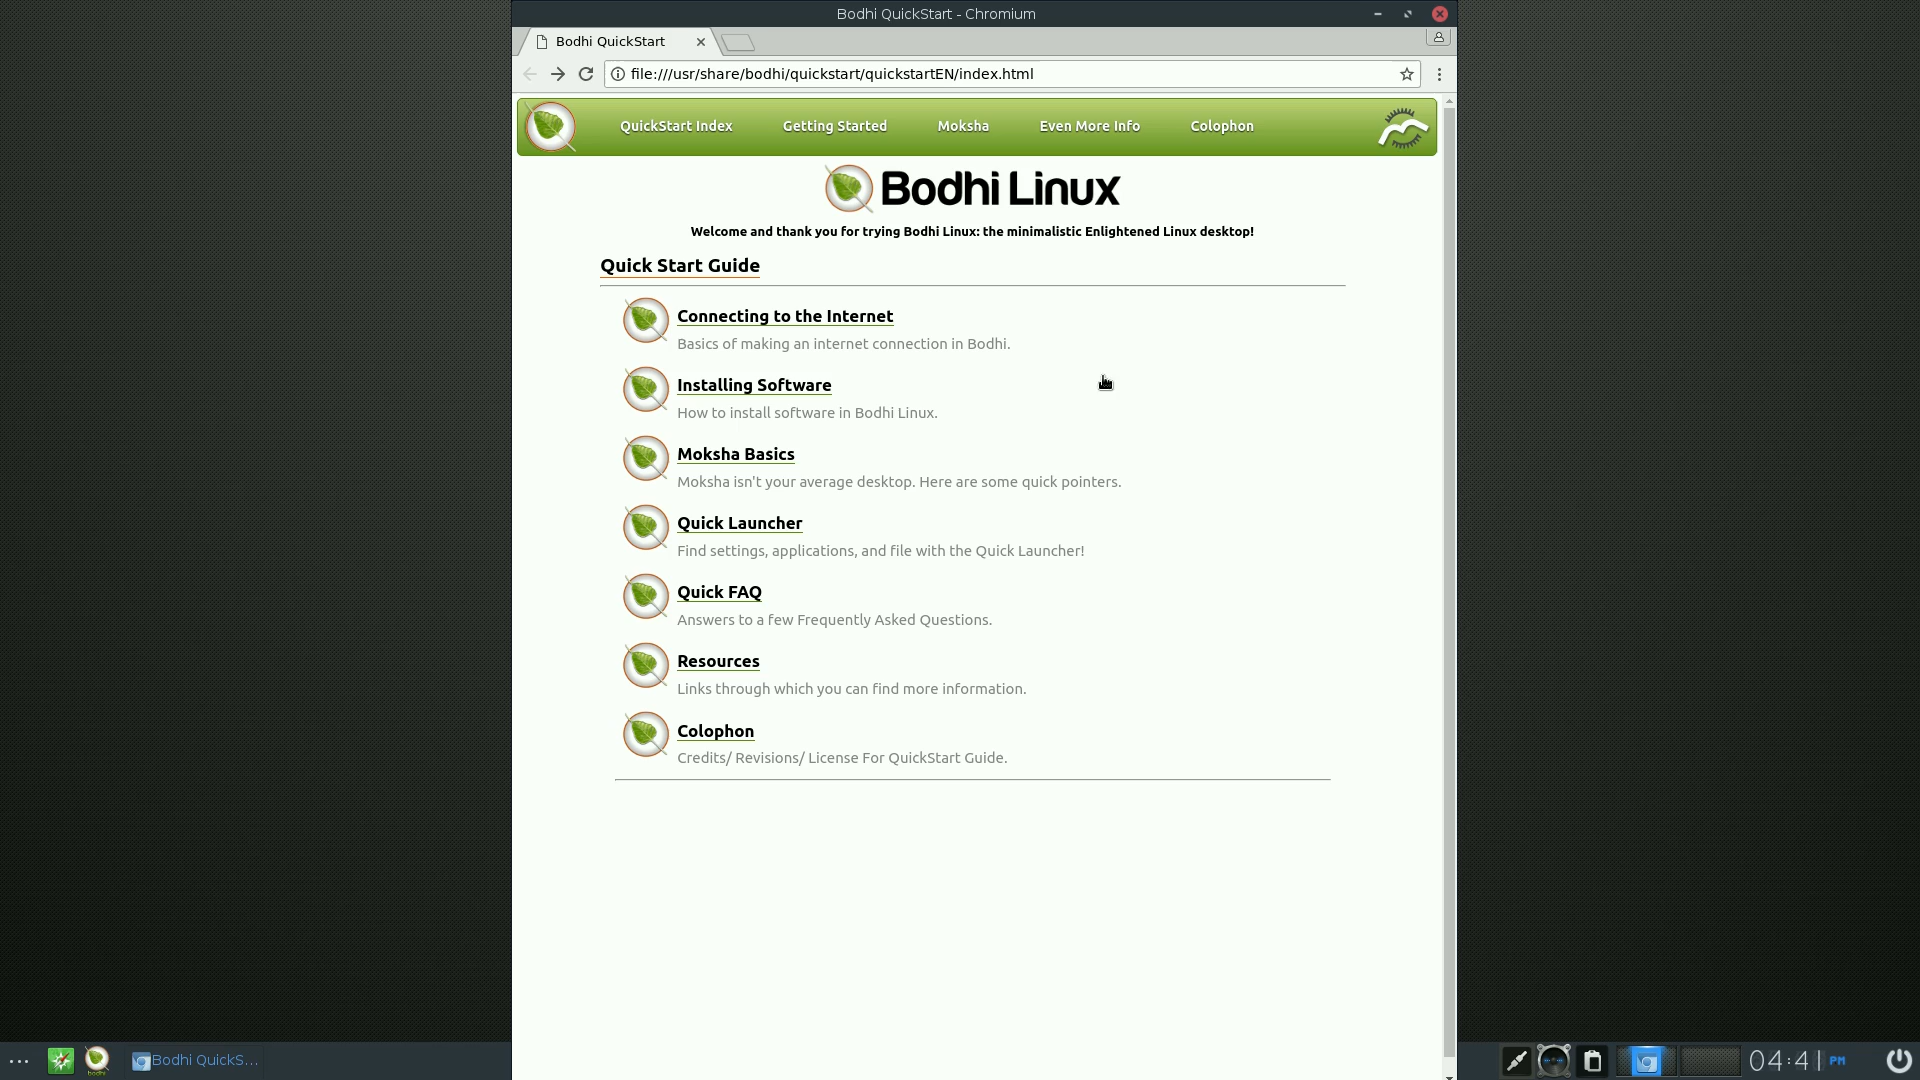 Bodhi QuickStart - Chromium
Bodhi QuickStart
file:///usr/share/bodhi/quickstart/quickstartEN/index.html
QuickStart Index Getting Started Moksha Even More Info Colophon
Bodhi Linux
Welcome and thank you for trying Bodhi Linux: the minimalistic Enlightened Linux desktop!
Quick Start Guide
Connecting to the Internet
Basics of making an internet connection in Bodhi.
Installing Software
How to install software in Bodhi Linux.
Moksha Basics
Moksha isn't your average desktop. Here are some quick pointers.
Quick Launcher
Find settings, applications, and file with the Quick Launcher!
Quick FAQ
Answers to a few Frequently Asked Questions.
Resources
Links through which you can find more information.
Colophon
Credits/ Revisions/ License For QuickStart Guide.
bodhi Bodhi QuickS... 04:41 PM